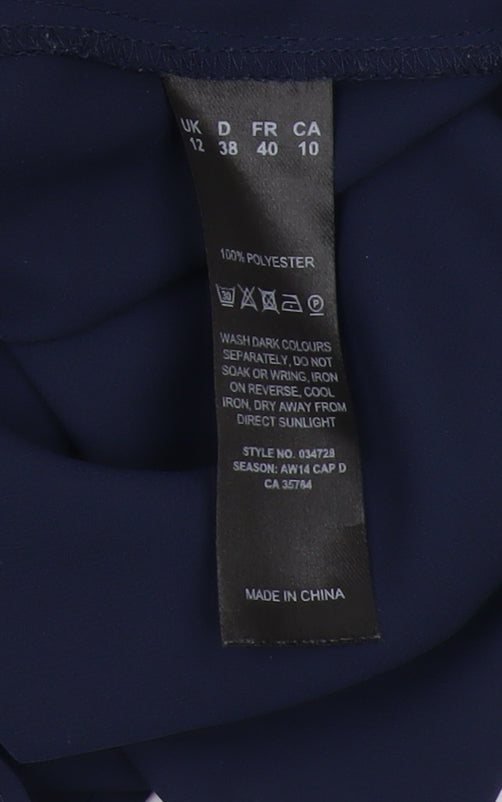 UK D FR CA
12 38 40 10
100% POLYESTER
30 P
WASH DARK COLOURS
SEPARATELY, DO NOT
SOAK OR WRING, IRON
ON REVERSE, COOL
IRON, DRY AWAY FROM
DIRECT SUNLIGHT
STYLE NO. 034728
SEASON: AW14 CAP D
CA 35764
MADE IN CHINA